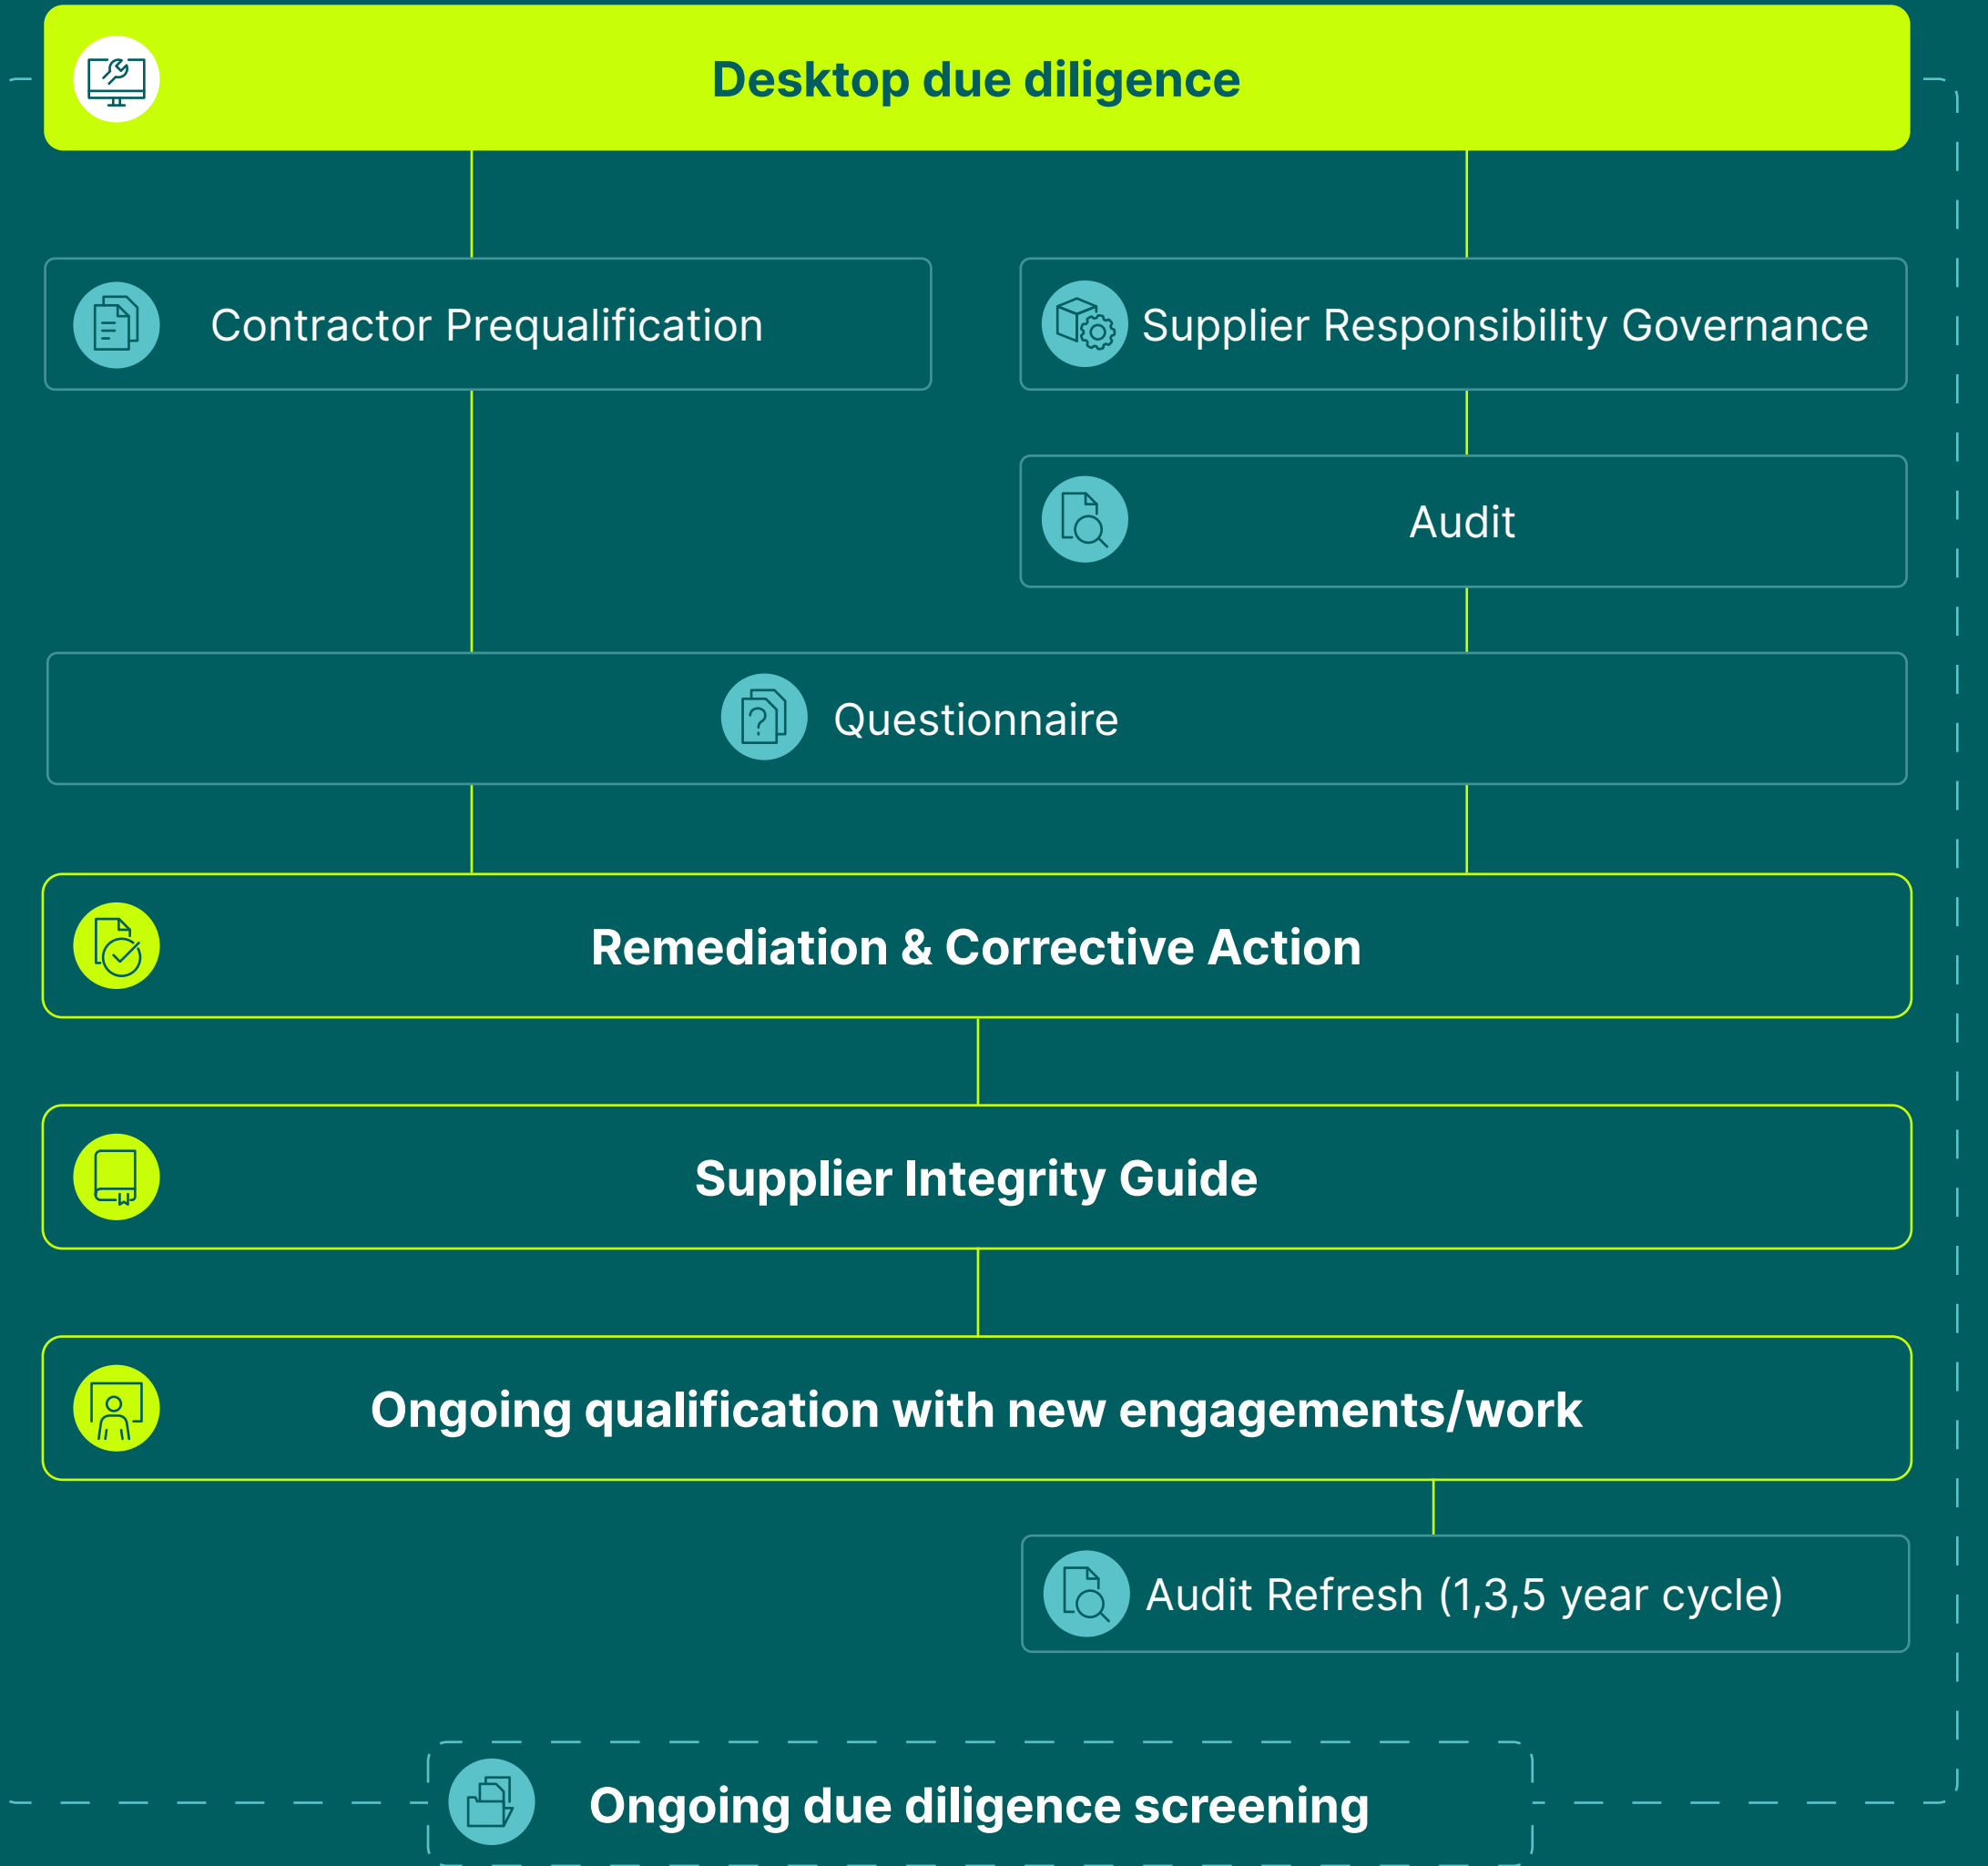 Desktop due diligence
Contractor Prequalification
Supplier Responsibility Governance
Audit
Questionnaire
Remediation & Corrective Action
Supplier Integrity Guide
Ongoing qualification with new engagements/work
Audit Refresh (1,3,5 year cycle)
Ongoing due diligence screening